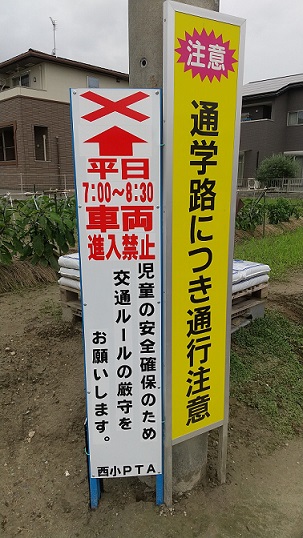 平日
7:00～8:30
車両
進入禁止
児童の安全確保のため
交通ルールの厳守を
お願いします。
西小PTA
注意
通学路につき通行注意